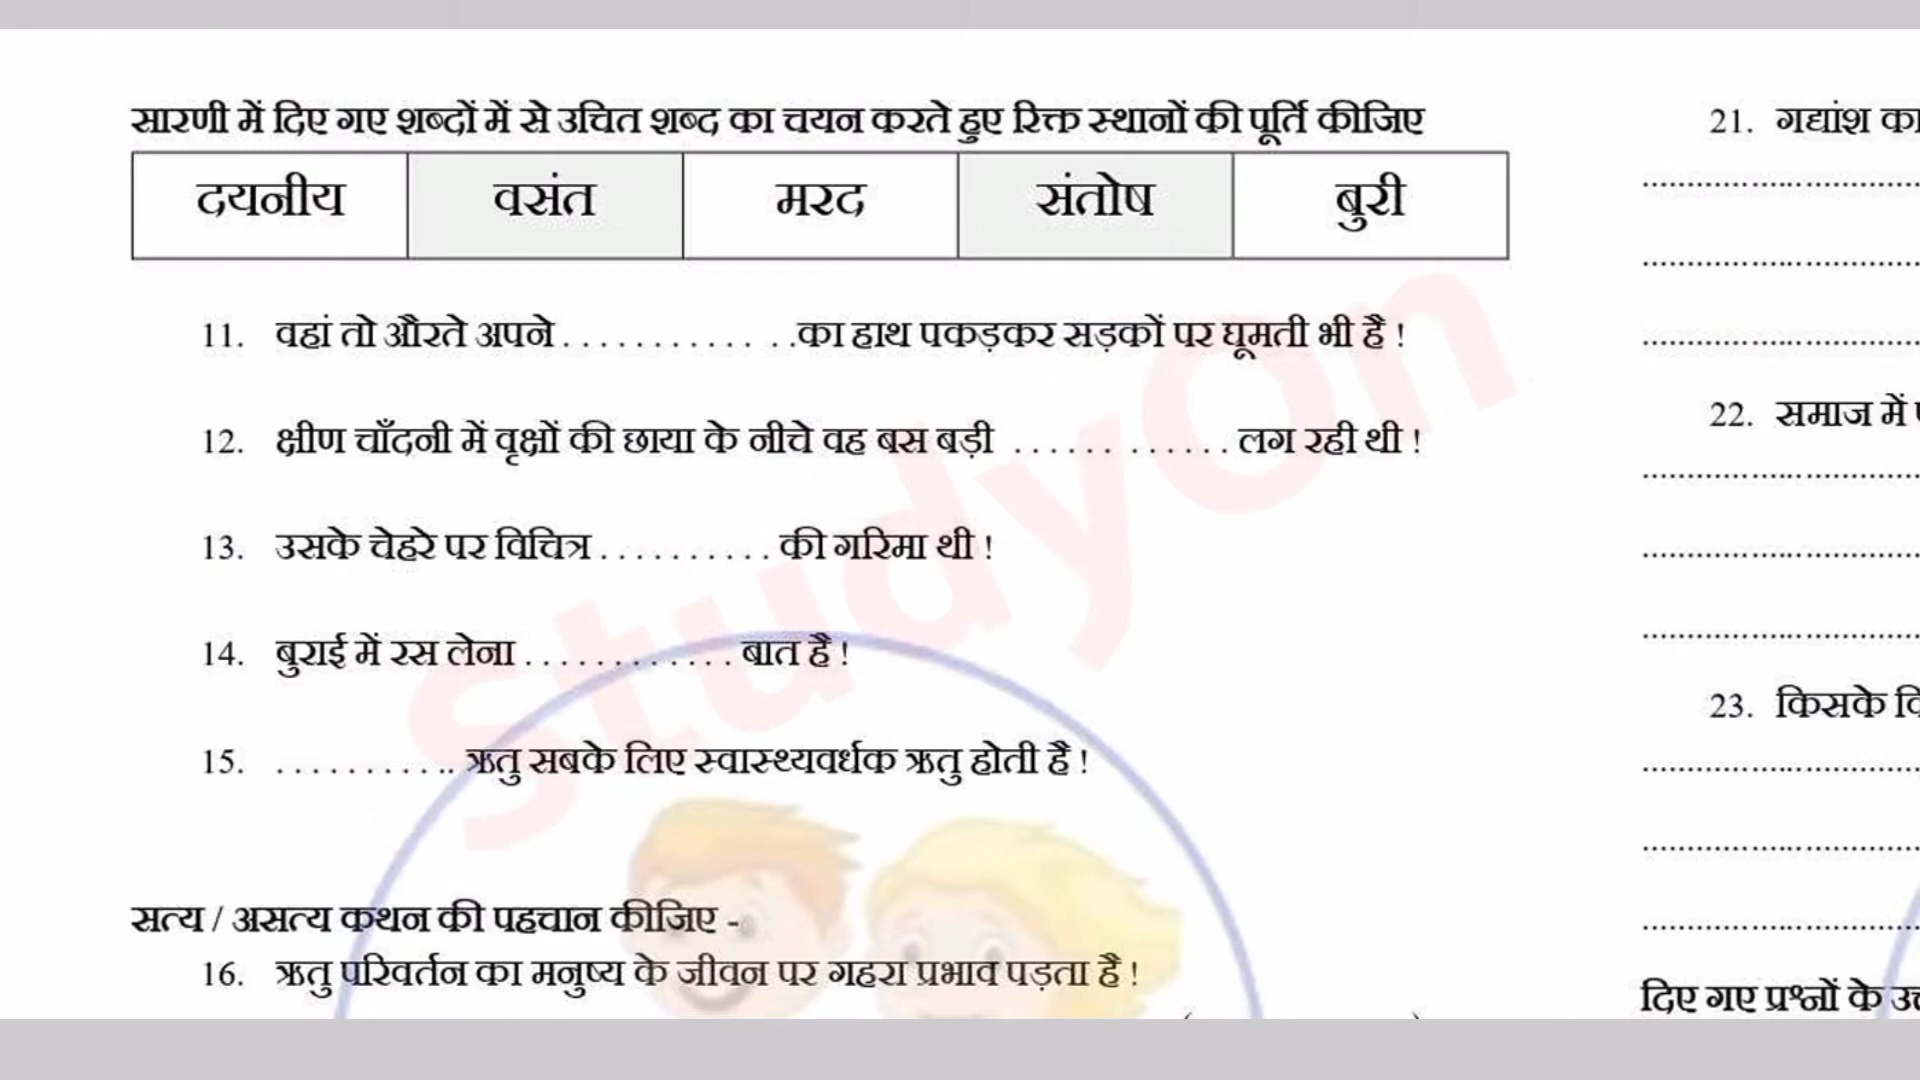 सारणी में दिए गए शब्दों में से उचित शब्द का चयन करते हुए रिक्त स्थानों की पूर्ति कीजिए
दयनीय वसंत मरद संतोष बुरी
11. वहां तो औरते अपने . . . . . . . . . . . . .का हाथ पकड़कर सड़कों पर घूमती भी है !
12. क्षीण चाँदनी में वृक्षों की छाया के नीचे वह बस बड़ी . . . . . . . . . . . . लग रही थी !
13. उसके चेहरे पर विचित्र . . . . . . . . . . की गरिमा थी !
14. बुराई में रस लेना . . . . . . . . . . . . बात है !
15. . . . . . . . . . .. ऋतु सबके लिए स्वास्थ्यवर्धक ऋतु होती है !
सत्य / असत्य कथन की पहचान कीजिए -
16. ऋतु परिवर्तन का मनुष्य के जीवन पर गहरा प्रभाव पड़ता है !
21. गद्यांश का
22. समाज में
23. किसके
दिए गए प्रश्नों के
StudyOn